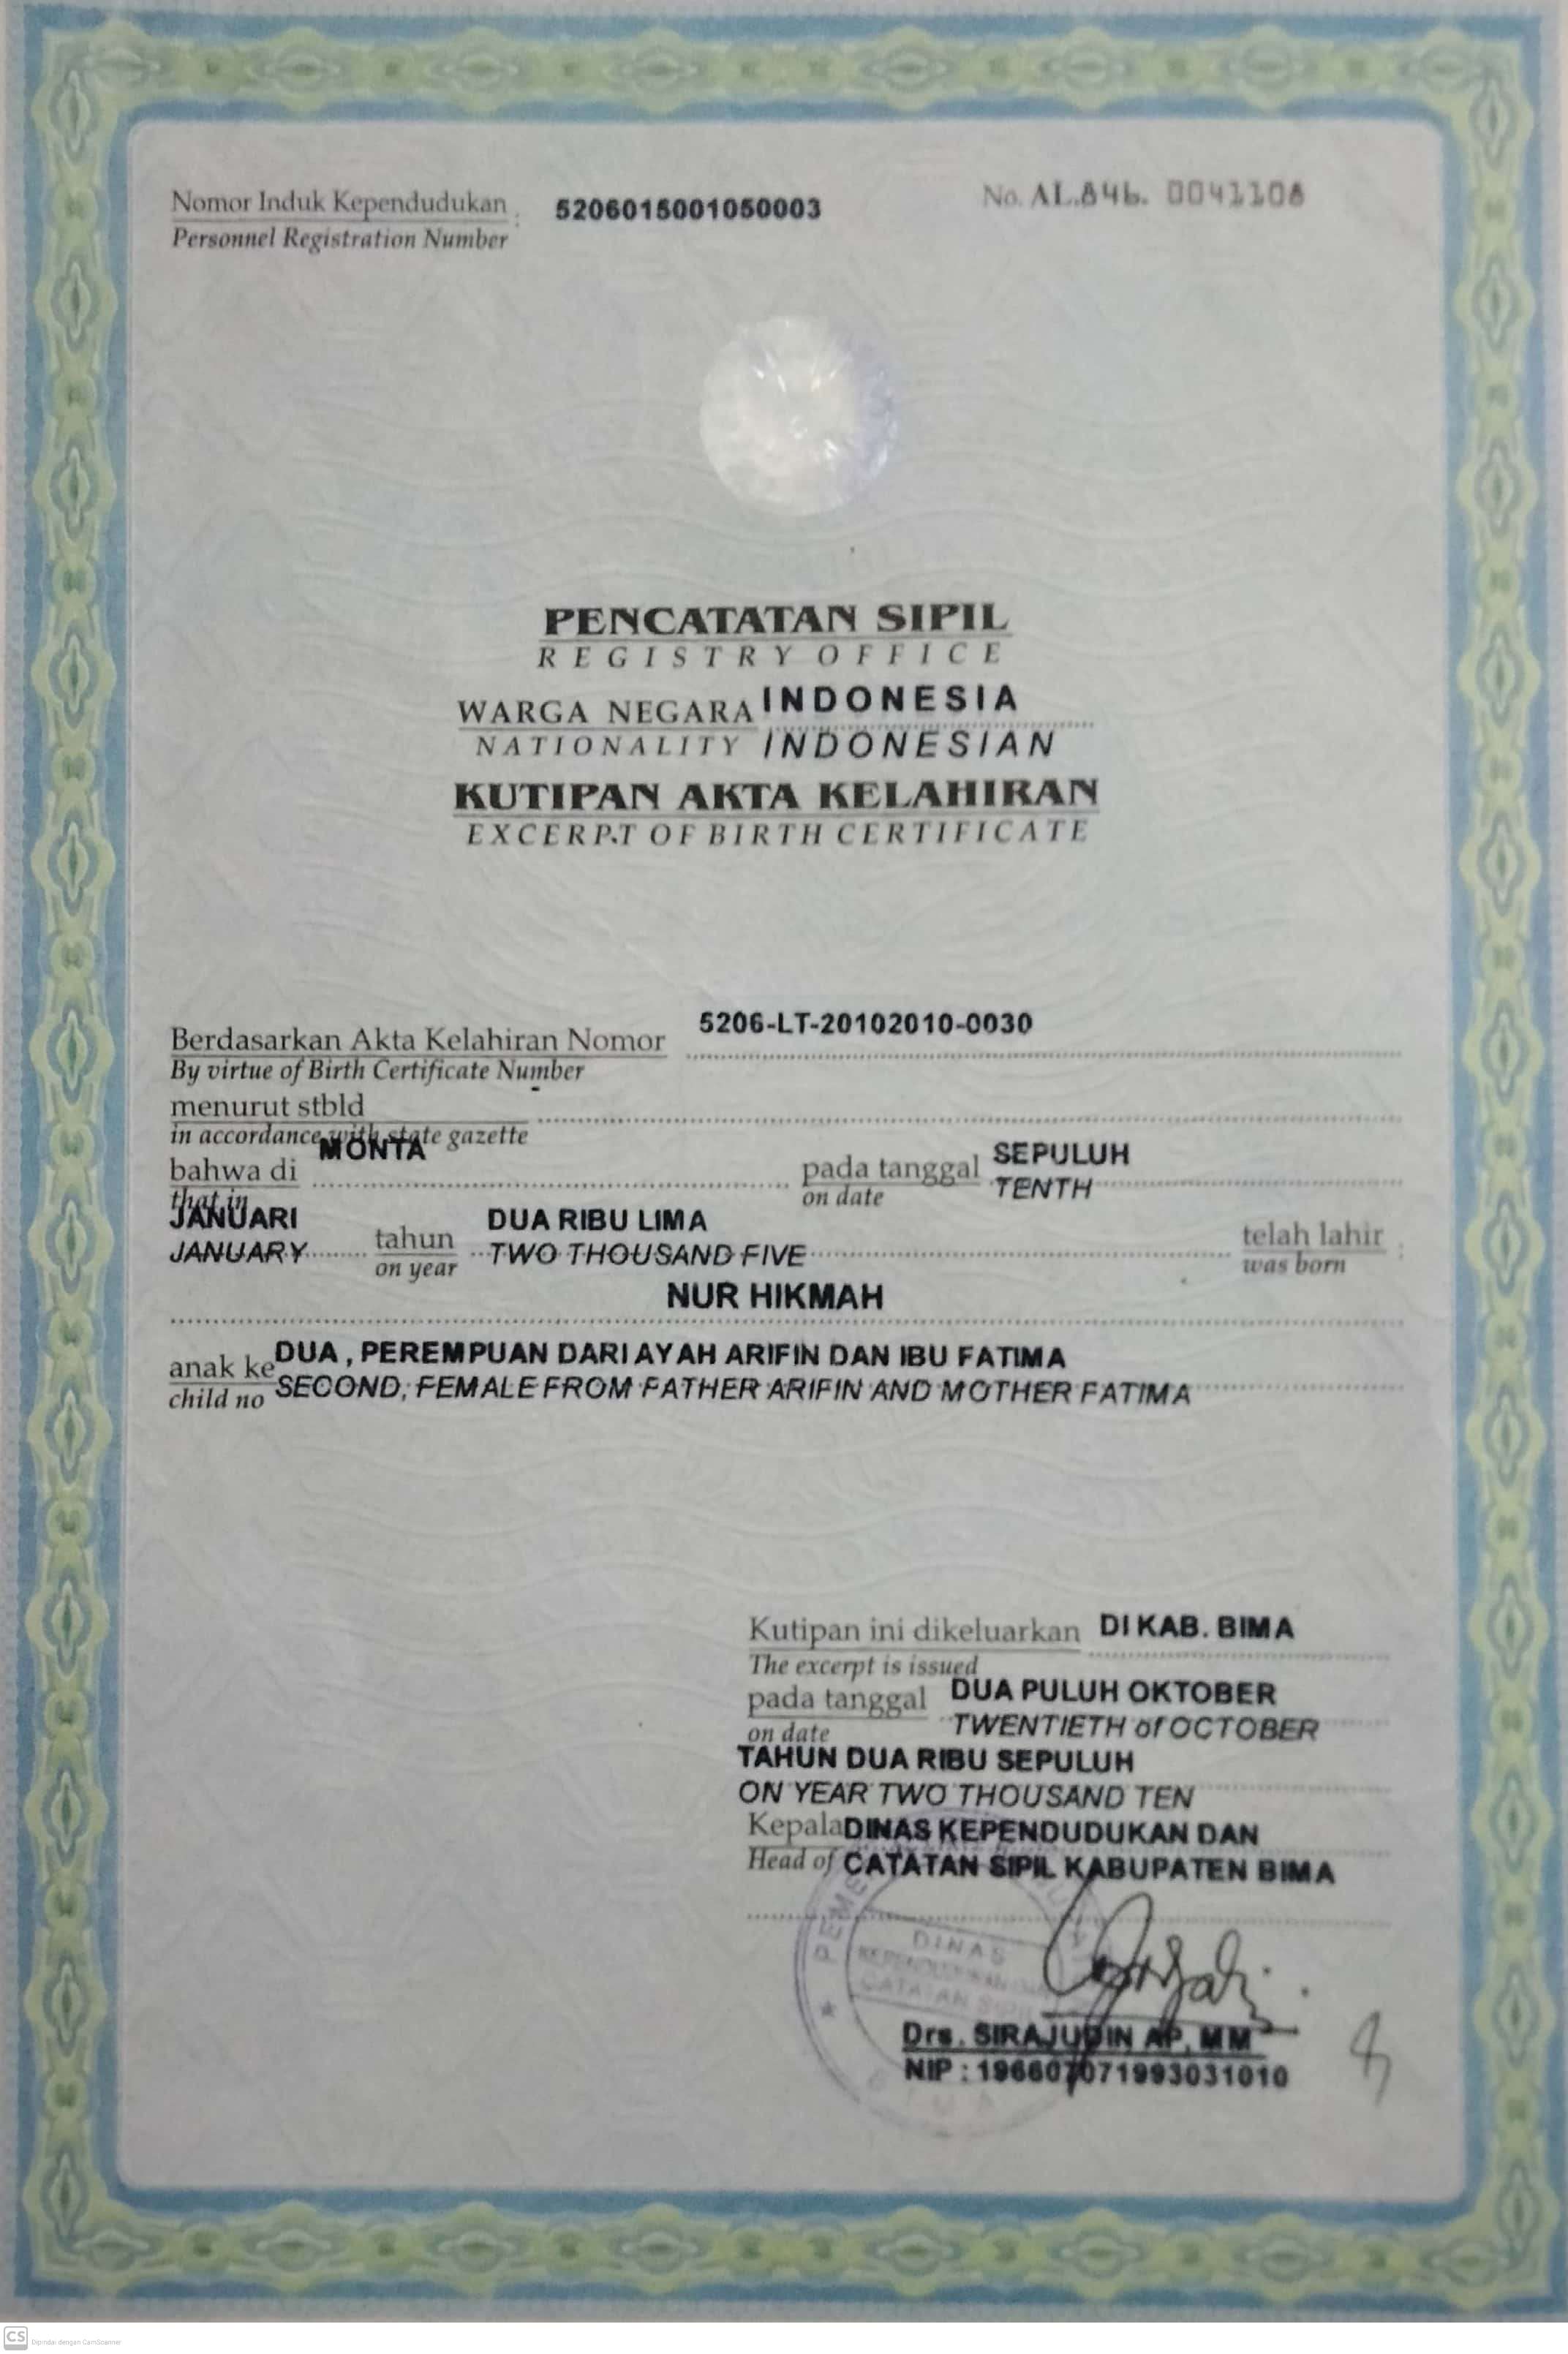 Nomor Induk Kependudukan : 5206015001050003
Personnel Registration Number
No. AL.846. 0041108
PENCATATAN SIPIL
REGISTRY OFFICE
WARGA NEGARA INDONESIA
NATIONALITY INDONESIAN
KUTIPAN AKTA KELAHIRAN
EXCERPT OF BIRTH CERTIFICATE
Berdasarkan Akta Kelahiran Nomor 5206-LT-20102010-0030
By virtue of Birth Certificate Number
menurut stbld -
in accordance with state gazette
bahwa di MONTA pada tanggal SEPULUH
that in on date TENTH
JANUARI tahun DUA RIBU LIMA telah lahir :
JANUARY on year TWO THOUSAND FIVE was born
NUR HIKMAH
anak ke DUA, PEREMPUAN DARI AYAH ARIFIN DAN IBU FATIMA
child no SECOND, FEMALE FROM FATHER ARIFIN AND MOTHER FATIMA
Kutipan ini dikeluarkan DI KAB. BIMA
The excerpt is issued
pada tanggal DUA PULUH OKTOBER
on date TWENTIETH of OCTOBER
TAHUN DUA RIBU SEPULUH
ON YEAR TWO THOUSAND TEN
Kepala DINAS KEPENDUDUKAN DAN
Head of CATATAN SIPIL KABUPATEN BIMA
DINAS
KEPENDUDUKAN
CATATAN SIPIL
Drs. SIRAJUDIN AP, MM
NIP : 196607071993031010
CS Dipindai dengan CamScanner